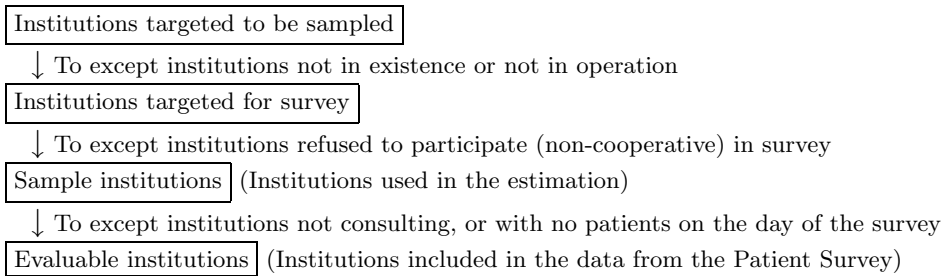 Institutions targeted to be sampled
↓ To except institutions not in existence or not in operation
Institutions targeted for survey
↓ To except institutions refused to participate (non-cooperative) in survey
Sample institutions (Institutions used in the estimation)
↓ To except institutions not consulting, or with no patients on the day of the survey
Evaluable institutions (Institutions included in the data from the Patient Survey)